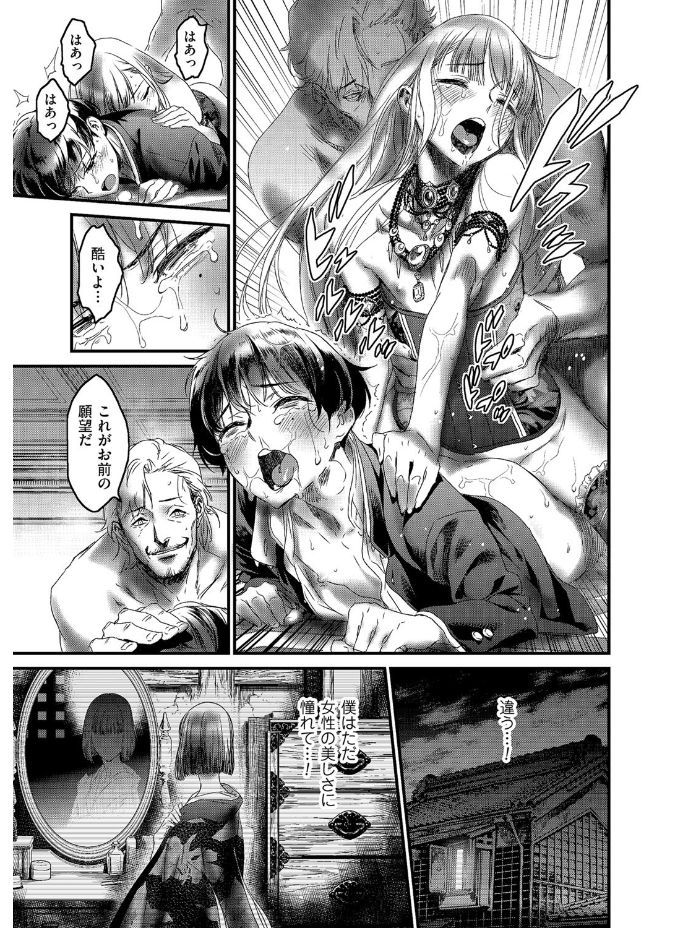 はあっ
はあっ
はあっ
酷いよ…
これがお前の
願望だ
違う…!
僕はただ
女性の美しさに
憧れて…!